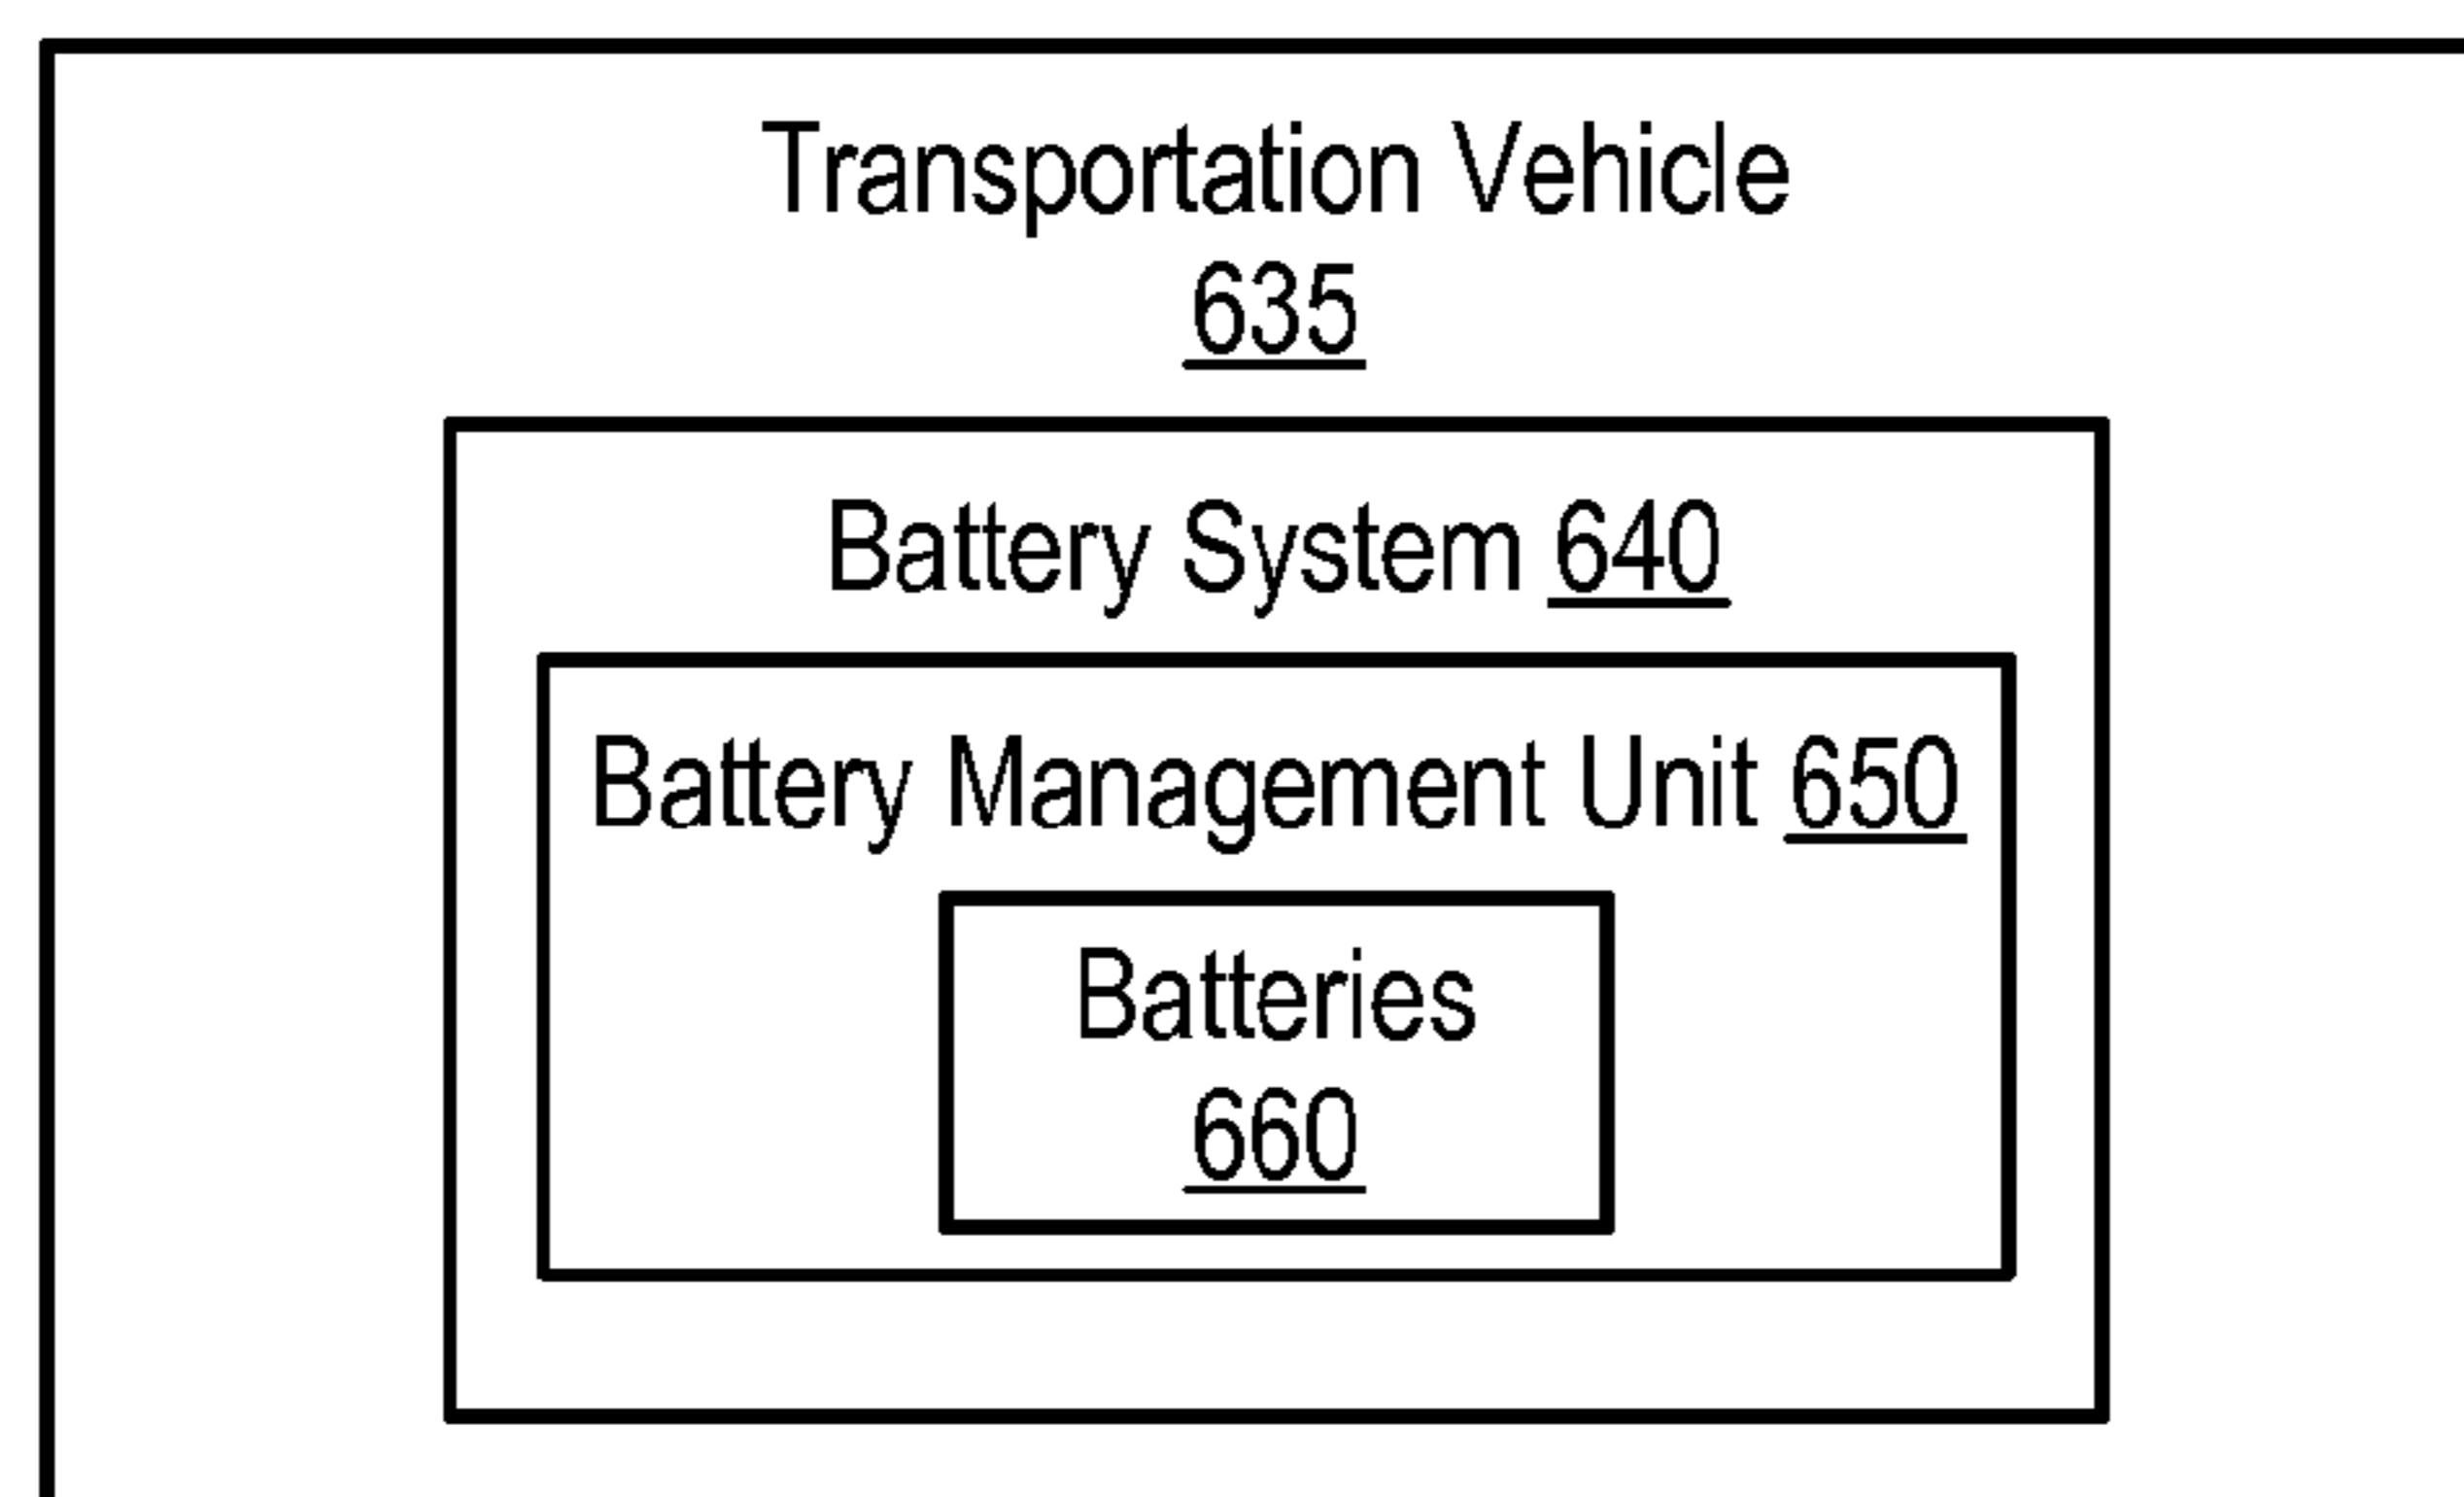 Transportation Vehicle
635
Battery System 640
Battery Management Unit 650
Batteries
660